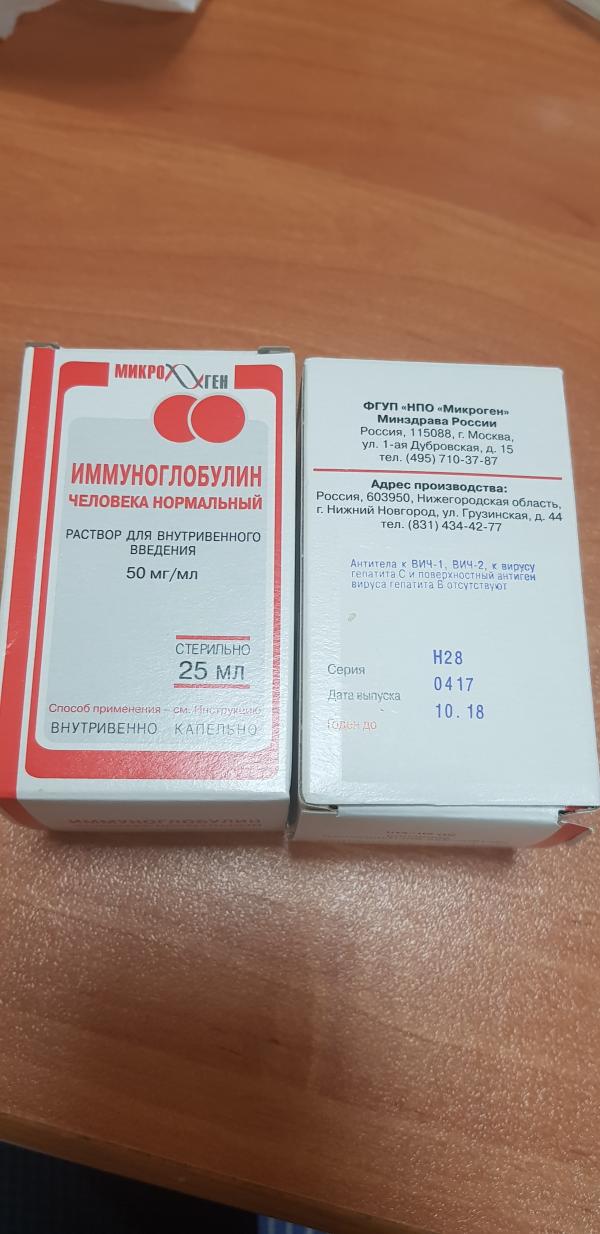 МИКРОГЕН
ИММУНОГЛОБУЛИН
ЧЕЛОВЕКА НОРМАЛЬНЫЙ
РАСТВОР ДЛЯ ВНУТРИВЕННОГО
ВВЕДЕНИЯ
50 мг/мл
СТЕРИЛЬНО
25 мл
Способ применения – см. Инструкцию
ВНУТРИВЕННО КАПЕЛЬНО
ИММУНОГЛОБУЛИН
ФГУП «НПО «Микроген»
Минздрава России
Россия, 115088, г. Москва,
ул. 1-ая Дубровская, д. 15
тел. (495) 710-37-87
Адрес производства:
Россия, 603950, Нижегородская область,
г. Нижний Новгород, ул. Грузинская, д. 44
тел. (831) 434-42-77
Антитела к ВИЧ-1, ВИЧ-2, к вирусу
гепатита С и поверхностный антиген
вируса гепатита В отсутствуют
Серия Н28
Дата выпуска 0417
Годен до 10. 18